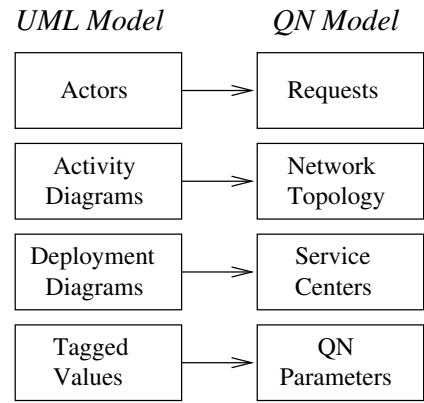 UML Model
QN Model
Actors
Requests
Activity
Diagrams
Network
Topology
Deployment
Diagrams
Service
Centers
Tagged
Values
QN
Parameters